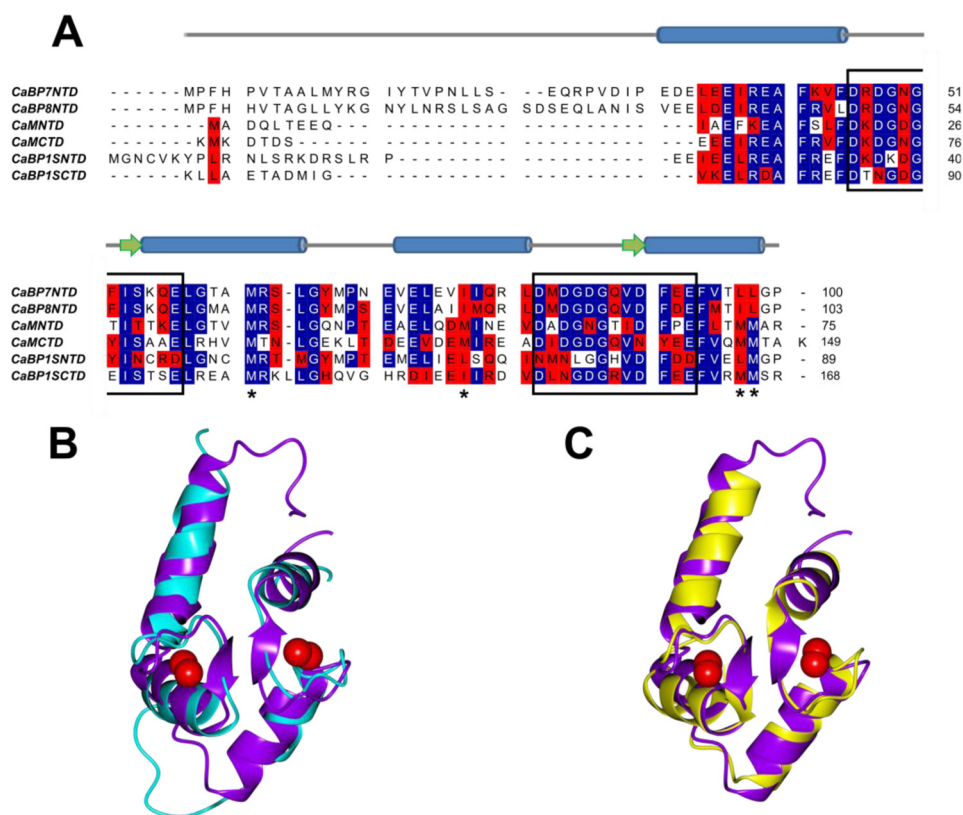 A
CaBP7NTD - - - - - - M P F H P V T A A L M Y R G I Y T V P N L L S - - E Q R P V D I P E D E L E E I R E A F K V F D R D G N G 51
CaBP8NTD - - - - - - M P F H H V T A G L L Y K G N Y L N R S L S A G S D S E Q L A N I S V E E L D E I R E A F R V L D R D G N G 54
CaMNTD - - - - - - - M A D Q L T E E Q - - - - - - - - - - - - - - - - - - - - - - - - I A E F K E A F S L F D K D G D G 26
CaMCTD - - - - - - K M K D T D S - - - - - - - - - - - - - - - - - - - - - - - - - - - E E E I R E A F R V F D K D G N G 76
CaBP1SNTD M G N C V K Y P L R N L S R K D R S L R P - - - - - - - - - - - - - - - - E E I E E L R E A F R E F D K D K D G 40
CaBP1SCTD - - - - - - K L L A E T A D M I G - - - - - - - - - - - - - - - - - - - - - - - V K E L R D A F R E F D T N G D G 90
CaBP7NTD F I S K Q E L G T A M R S - L G Y M P N E V E L E V I I Q R L D M D G D G Q V D F E E F V T L L G P - 100
CaBP8NTD F I S K Q E L G M A M R S - L G Y M P S E V E L A I I M Q R L D M D G D G Q V D F E E F M T I L G P - 103
CaMNTD T I T T K E L G T V M R S - L G Q N P T E A E L Q D M I N E V D A D G N G T I D F P E F L T M M A R - 75
CaMCTD Y I S A A E L R H V M T N - L G E K L T D E E V D E M I R E A D I D G D G Q V N Y E E F V Q M M T A K 149
CaBP1SNTD Y I N C R D L G N C M R T - M G Y M P T E M E L I E L S Q Q I N M N L G G H V D F D D F V E L M G P - 89
CaBP1SCTD E I S T S E L R E A M R K L L G H Q V G H R D I E E I I R D V D L N G D G R V D F E E F V R M M S R - 168
* * * *
B
C